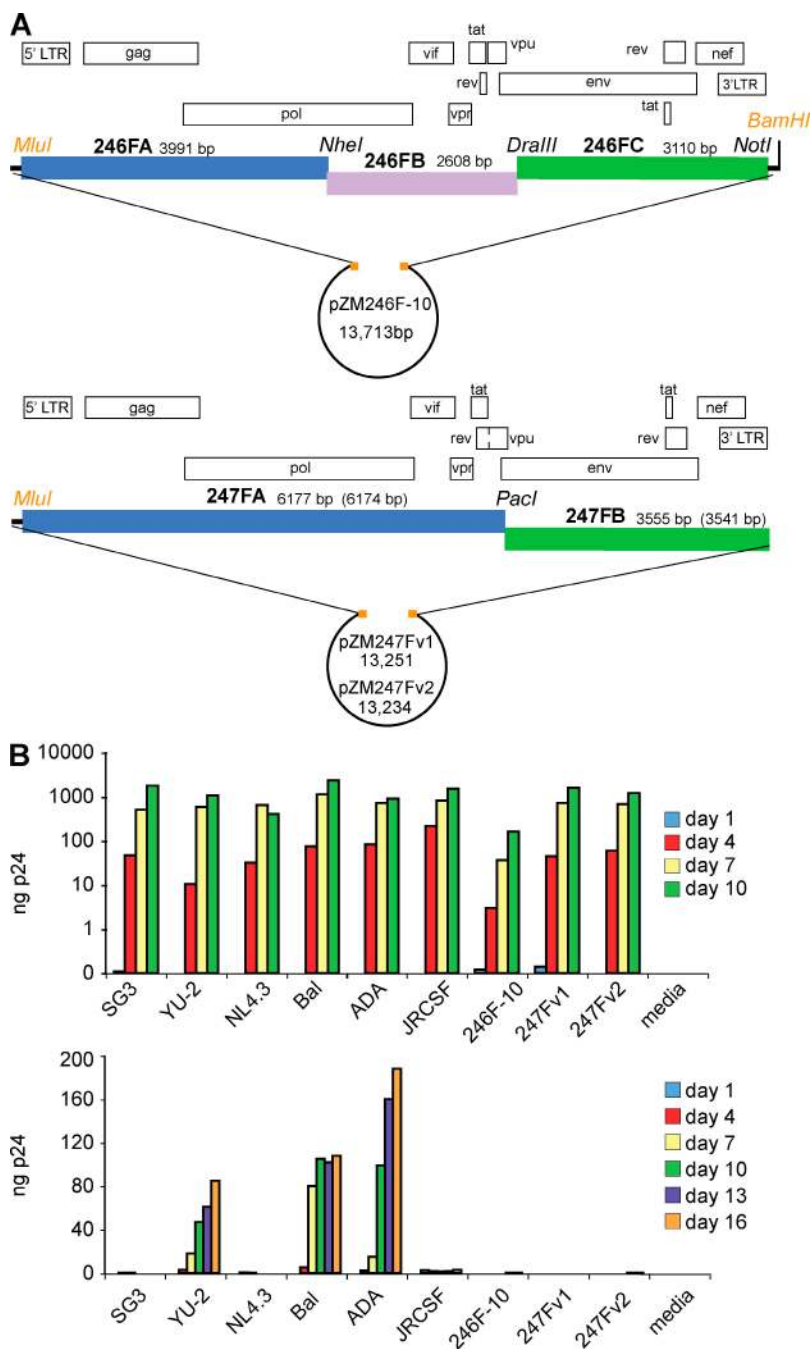 A
tat
5' LTR gag vif vpu rev nef
rev env 3'LTR
pol vpr tat
BamHI
MluI 246FA 3991 bp NheI 246FB 2608 bp DraIII 246FC 3110 bp NotI
pZM246F-10
13,713bp
tat tat
5' LTR gag vif nef
rev vpu rev 3' LTR
pol vpr env
MluI 247FA 6177 bp (6174 bp) PacI 247FB 3555 bp (3541 bp)
pZM247Fv1
13,251
pZM247Fv2
13,234
B
10000
1000
100
10
1
0
ng p24
day 1
day 4
day 7
day 10
SG3 YU-2 NL4.3 Bal ADA JRCSF 246F-10 247Fv1 247Fv2 media
200
160
120
80
40
0
ng p24
day 1
day 4
day 7
day 10
day 13
day 16
SG3 YU-2 NL4.3 Bal ADA JRCSF 246F-10 247Fv1 247Fv2 media